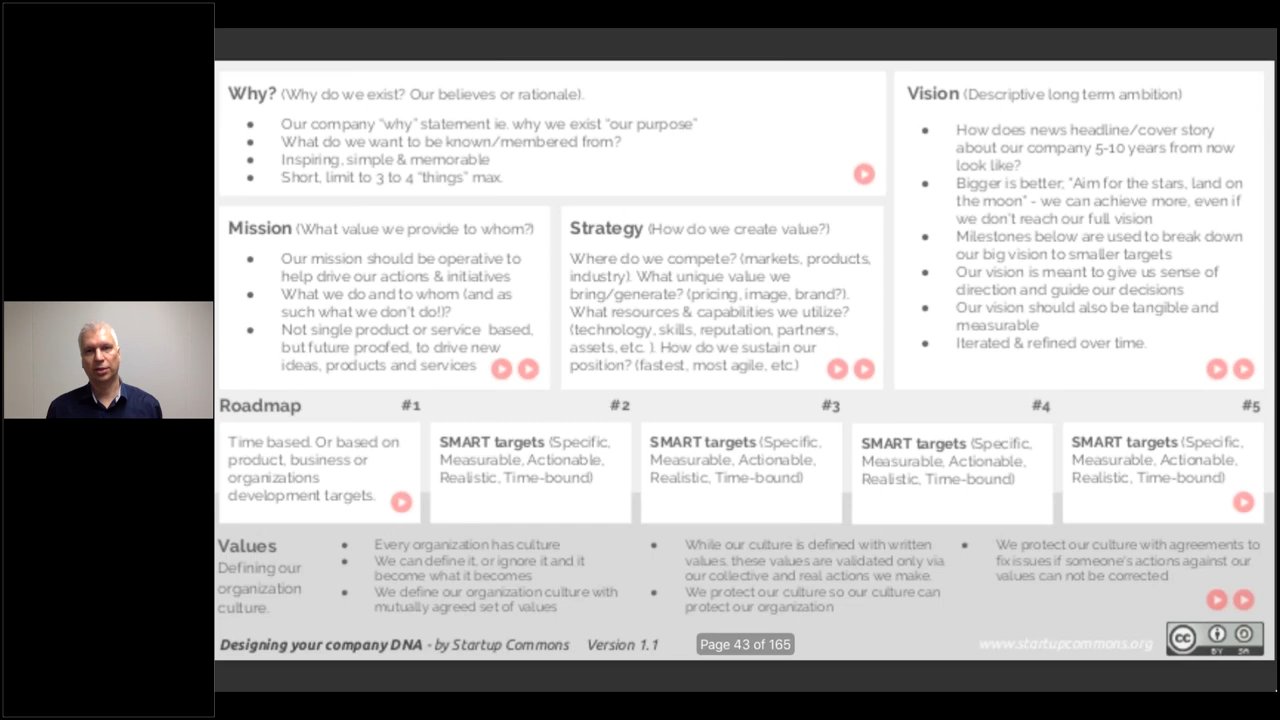 Why? (Why do we exist? Our believes or rationale).
● Our company "why" statement ie. why we exist "our purpose"
● What do we want to be known/membered from?
● Inspiring, simple & memorable
● Short, limit to 3 to 4 "things" max.
Vision (Descriptive long term ambition)
● How does news headline/cover story
about our company 5-10 years from now
look like?
● Bigger is better; "Aim for the stars, land on
the moon" - we can achieve more, even if
we don't reach our full vision
● Milestones below are used to break down
our big vision to smaller targets
● Our vision is meant to give us sense of
direction and guide our decisions
● Our vision should also be tangible and
measurable
● Iterated & refined over time.
Mission (What value we provide to whom?)
● Our mission should be operative to
help drive our actions & initiatives
● What we do and to whom (and as
such what we don't do!)?
● Not single product or service based,
but future proofed, to drive new
ideas, products and services
Strategy (How do we create value?)
Where do we compete? (markets, products,
industry). What unique value we
bring/generate? (pricing, image, brand?).
What resources & capabilities we utilize?
(technology, skills, reputation, partners,
assets, etc. ). How do we sustain our
position? (fastest, most agile, etc.)
Roadmap #1 #2 #3 #4 #5
Time based. Or based on
product, business or
organizations
development targets.
SMART targets (Specific,
Measurable, Actionable,
Realistic, Time-bound)
SMART targets (Specific,
Measurable, Actionable,
Realistic, Time-bound)
SMART targets (Specific,
Measurable, Actionable,
Realistic, Time-bound)
SMART targets (Specific,
Measurable, Actionable,
Realistic, Time-bound)
Values
Defining our
organization
culture.
● Every organization has culture
● We can define it, or ignore it and it
become what it becomes
● We define our organization culture with
mutually agreed set of values
● While our culture is defined with written
values, these values are validated only via
our collective and real actions we make.
● We protect our culture so our culture can
protect our organization
● We protect our culture with agreements to
fix issues if someone's actions against our
values can not be corrected
Designing your company DNA - by Startup Commons Version 1.1
Page 43 of 165
www.startupcommons.org
cc BY SA